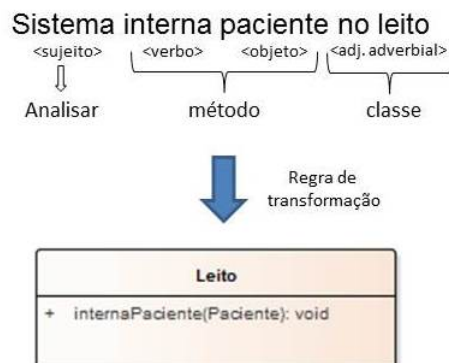 Sistema interna paciente no leito
<sujeito> <verbo> <objeto> <adj. adverbial>
Analisar método classe
Regra de
transformação
Leito
+ internaPaciente(Paciente): void